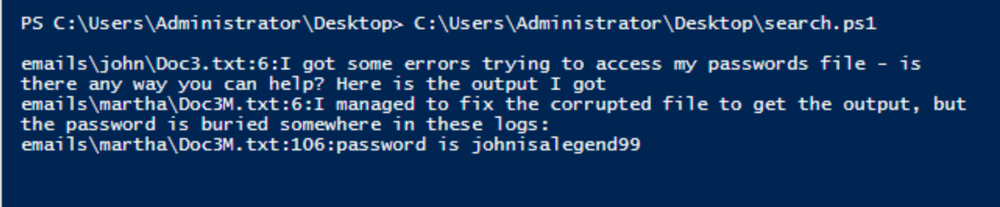 PS C:\Users\Administrator\Desktop> C:\Users\Administrator\Desktop\search.ps1
emails\john\Doc3.txt:6:I got some errors trying to access my passwords file - is
there any way you can help? Here is the output I got
emails\martha\Doc3M.txt:6:I managed to fix the corrupted file to get the output, but
the password is buried somewhere in these logs:
emails\martha\Doc3M.txt:106:password is johnisalegend99